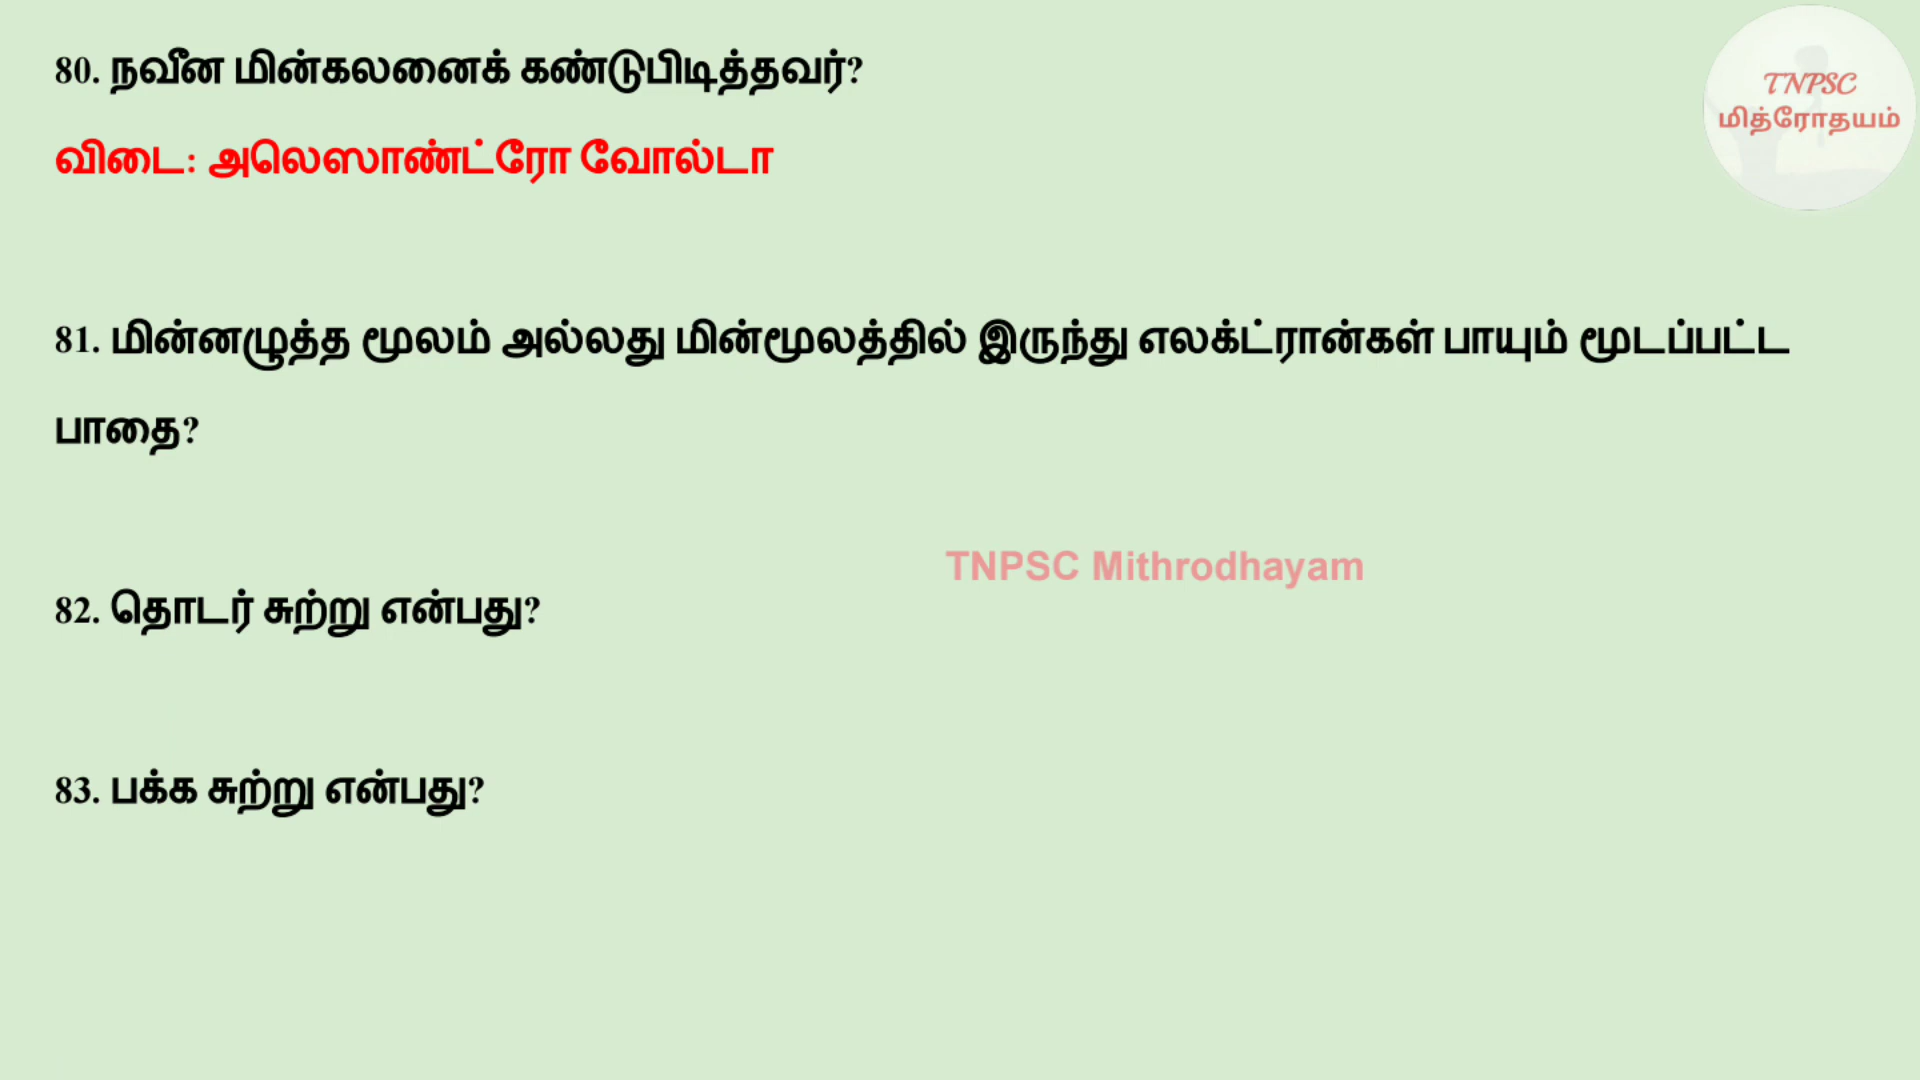 80. நவீன மின்கலனைக் கண்டுபிடித்தவர்?
விடை: அலெஸாண்ட்ரோ வோல்டா
TNPSC
மித்ரோதயம்
81. மின்னழுத்த மூலம் அல்லது மின்மூலத்தில் இருந்து எலக்ட்ரான்கள் பாயும் மூடப்பட்ட
பாதை?
TNPSC Mithrodhayam
82. தொடர் சுற்று என்பது?
83. பக்க சுற்று என்பது?